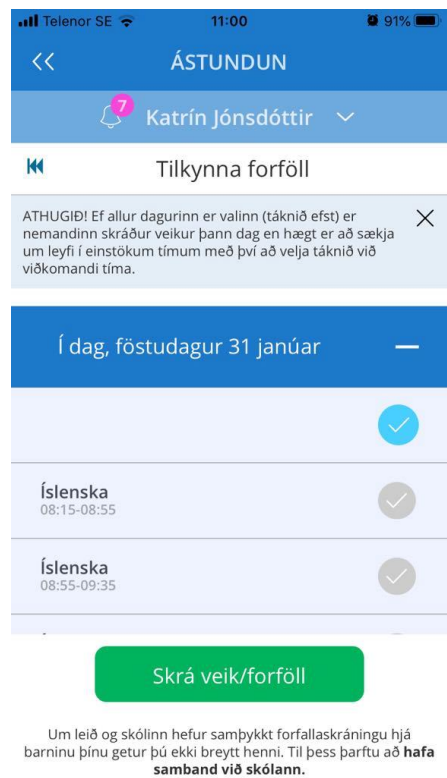 Telenor SE 11:00 91%
<< ÁSTUNDUN
7 Katrín Jónsdóttir
Tilkynna forföll
ATHUGIÐ! Ef allur dagurinn er valinn (táknið efst) er
nemandinn skráður veikur þann dag en hægt er að sækja
um leyfi í einstökum tímum með því að velja táknið við
viðkomandi tíma.
Í dag, föstudagur 31 janúar
Íslenska
08:15-08:55
Íslenska
08:55-09:35
Skrá veik/forföll
Um leið og skólinn hefur samþykkt forfallaskráningu hjá
barninu þínu getur þú ekki breytt henni. Til þess þarftu að hafa
samband við skólann.